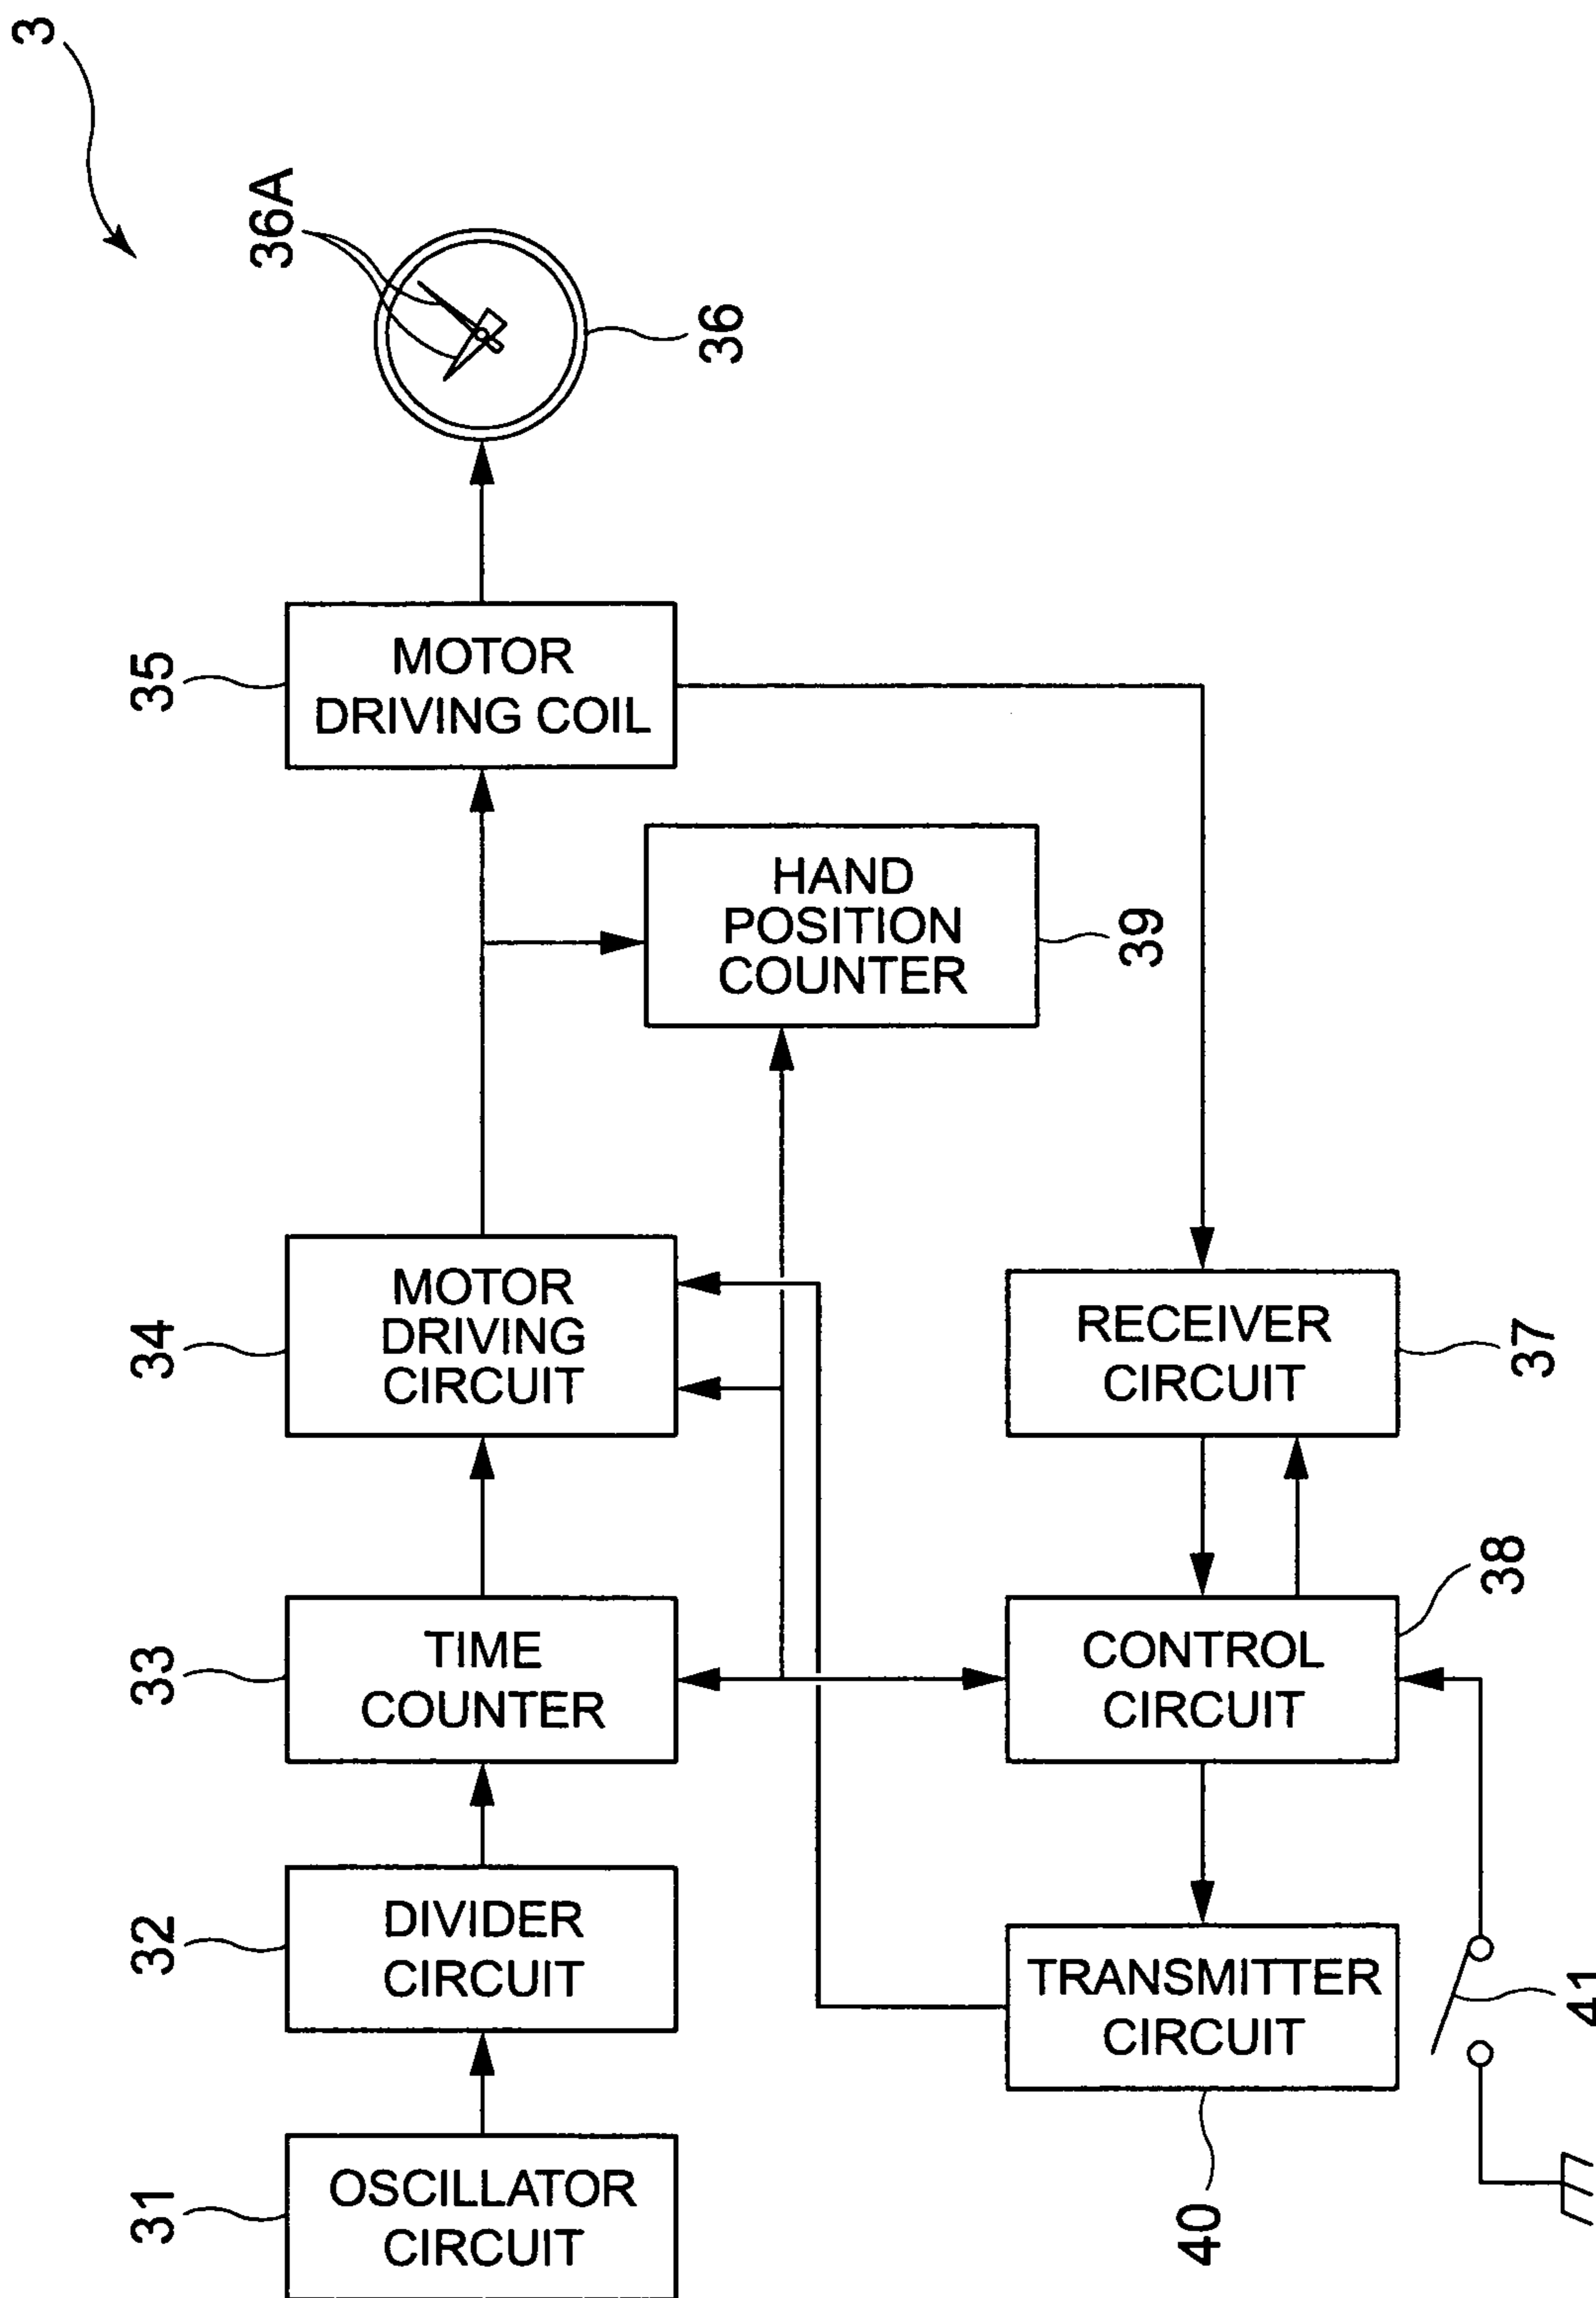 3
36A
36
35
MOTOR
DRIVING COIL
HAND
POSITION
COUNTER
39
34
MOTOR
DRIVING
CIRCUIT
RECEIVER
CIRCUIT
37
33
TIME
COUNTER
CONTROL
CIRCUIT
38
32
DIVIDER
CIRCUIT
TRANSMITTER
CIRCUIT
40
41
31
OSCILLATOR
CIRCUIT